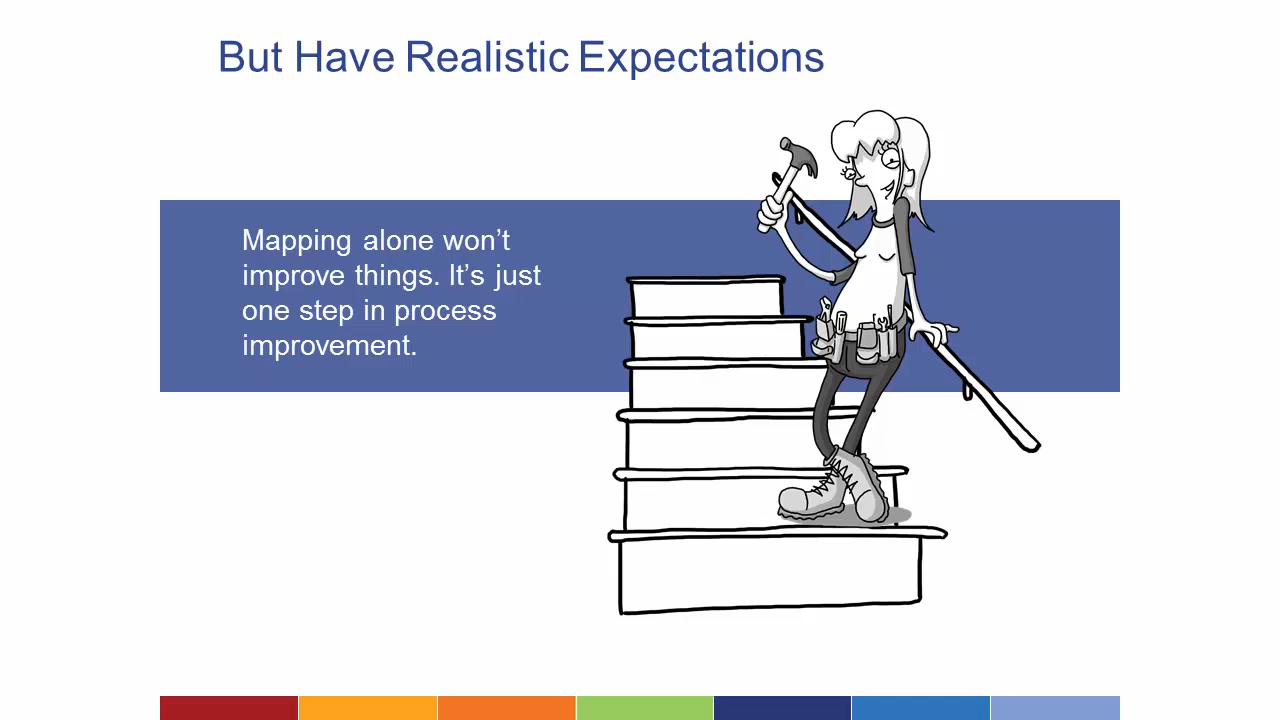 But Have Realistic Expectations
Mapping alone won’t
improve things. It’s just
one step in process
improvement.